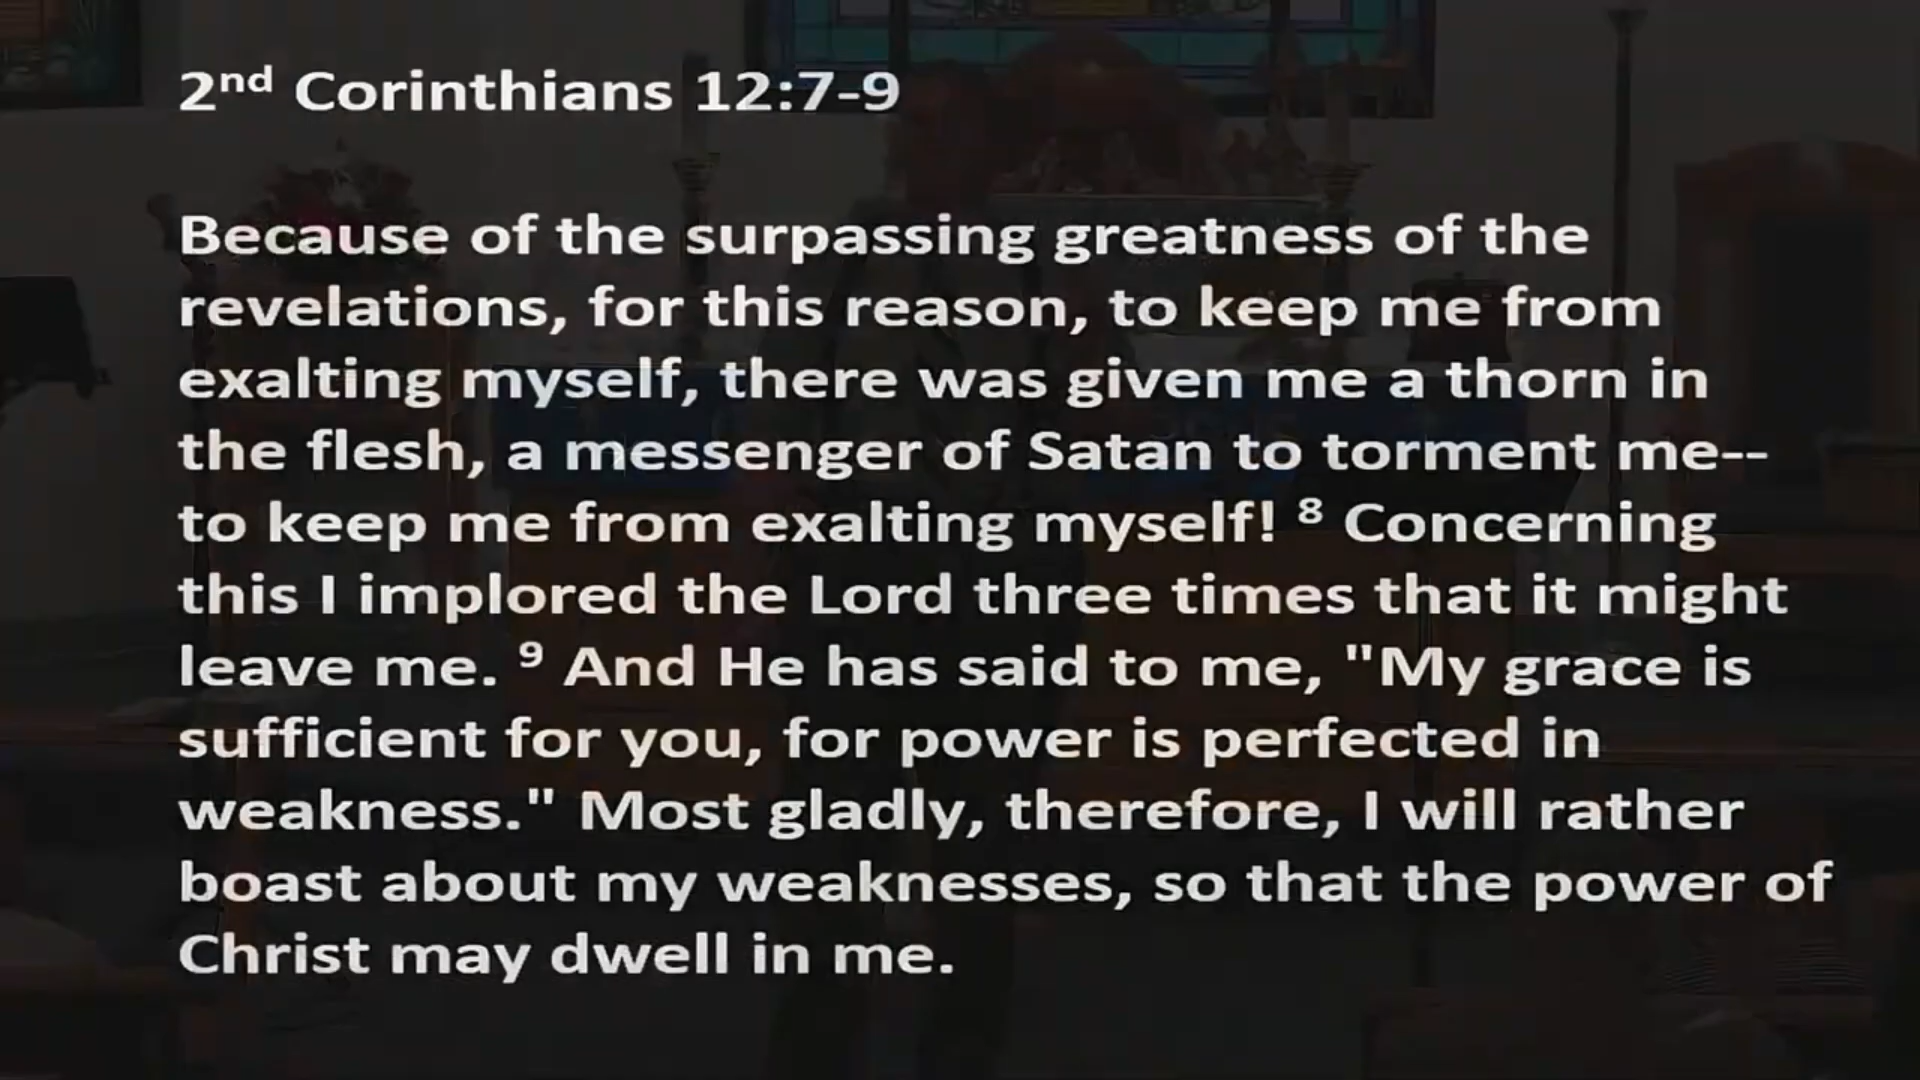 2nd Corinthians 12:7-9
Because of the surpassing greatness of the
revelations, for this reason, to keep me from
exalting myself, there was given me a thorn in
the flesh, a messenger of Satan to torment me--
to keep me from exalting myself! 8 Concerning
this I implored the Lord three times that it might
leave me. 9 And He has said to me, "My grace is
sufficient for you, for power is perfected in
weakness." Most gladly, therefore, I will rather
boast about my weaknesses, so that the power of
Christ may dwell in me.